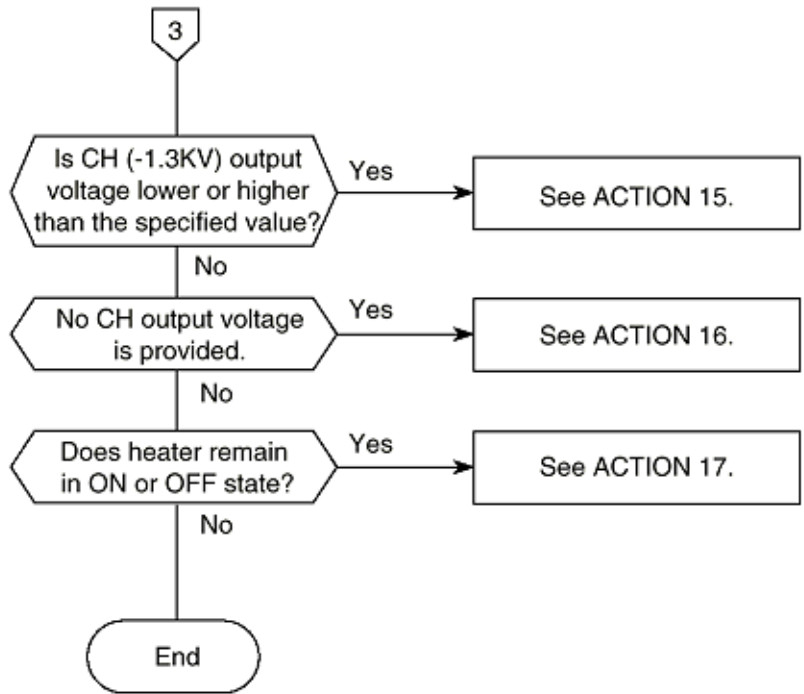 3
Is CH (-1.3KV) output
voltage lower or higher
than the specified value?
Yes
See ACTION 15.
No
No CH output voltage
is provided.
Yes
See ACTION 16.
No
Does heater remain
in ON or OFF state?
Yes
See ACTION 17.
No
End